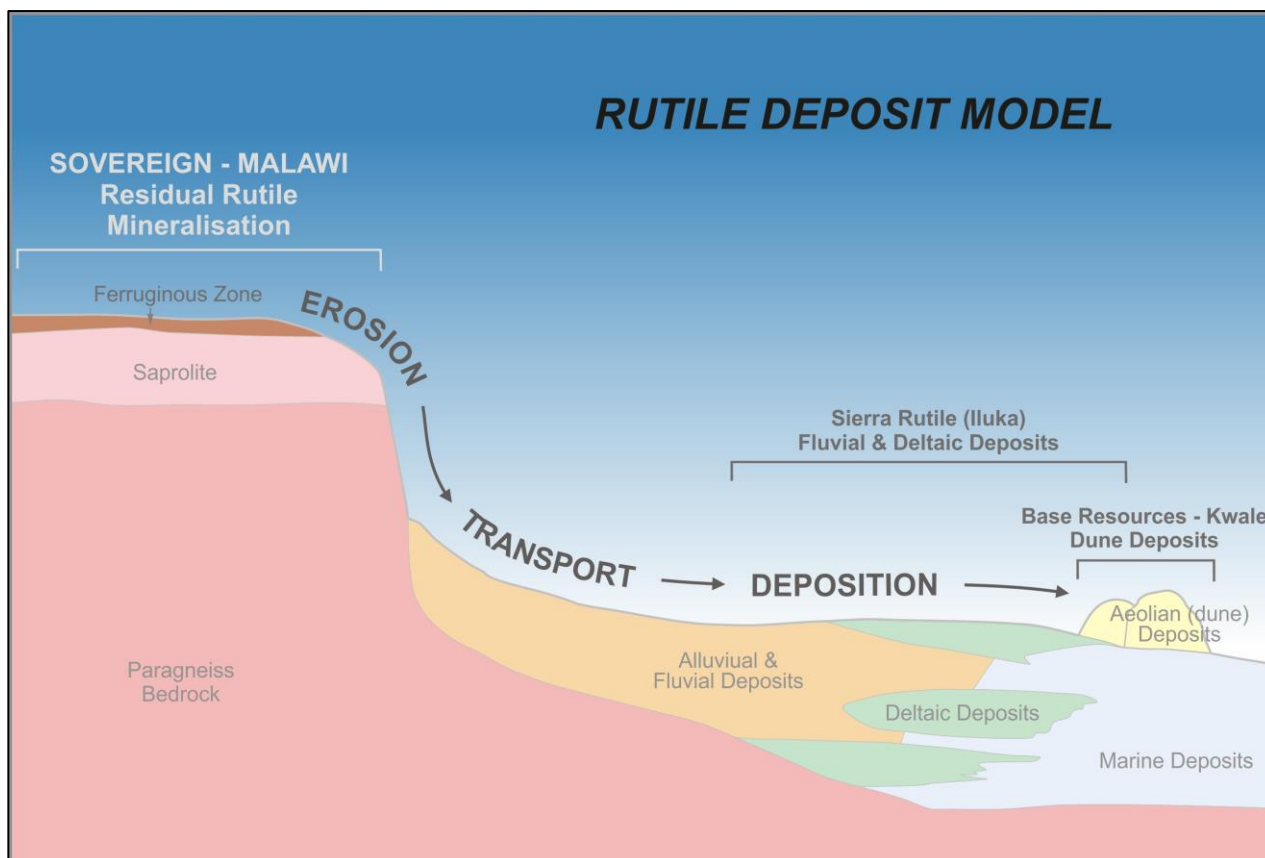 RUTILE DEPOSIT MODEL
SOVEREIGN - MALAWI
Residual Rutile
Mineralisation
Ferruginous Zone
EROSION
Saprolite
Sierra Rutile (Iluka)
Fluvial & Deltaic Deposits
Base Resources - Kwale
Dune Deposits
TRANSPORT
DEPOSITION
Aeolian (dune)
Deposits
Paragneiss
Bedrock
Alluviual &
Fluvial Deposits
Deltaic Deposits
Marine Deposits